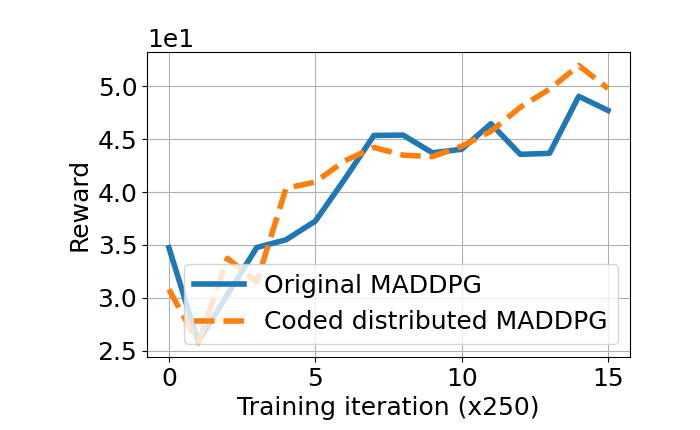 1e1
5.0
4.5
4.0
3.5
3.0
2.5
Reward
Original MADDPG
Coded distributed MADDPG
0 5 10 15
Training iteration (x250)